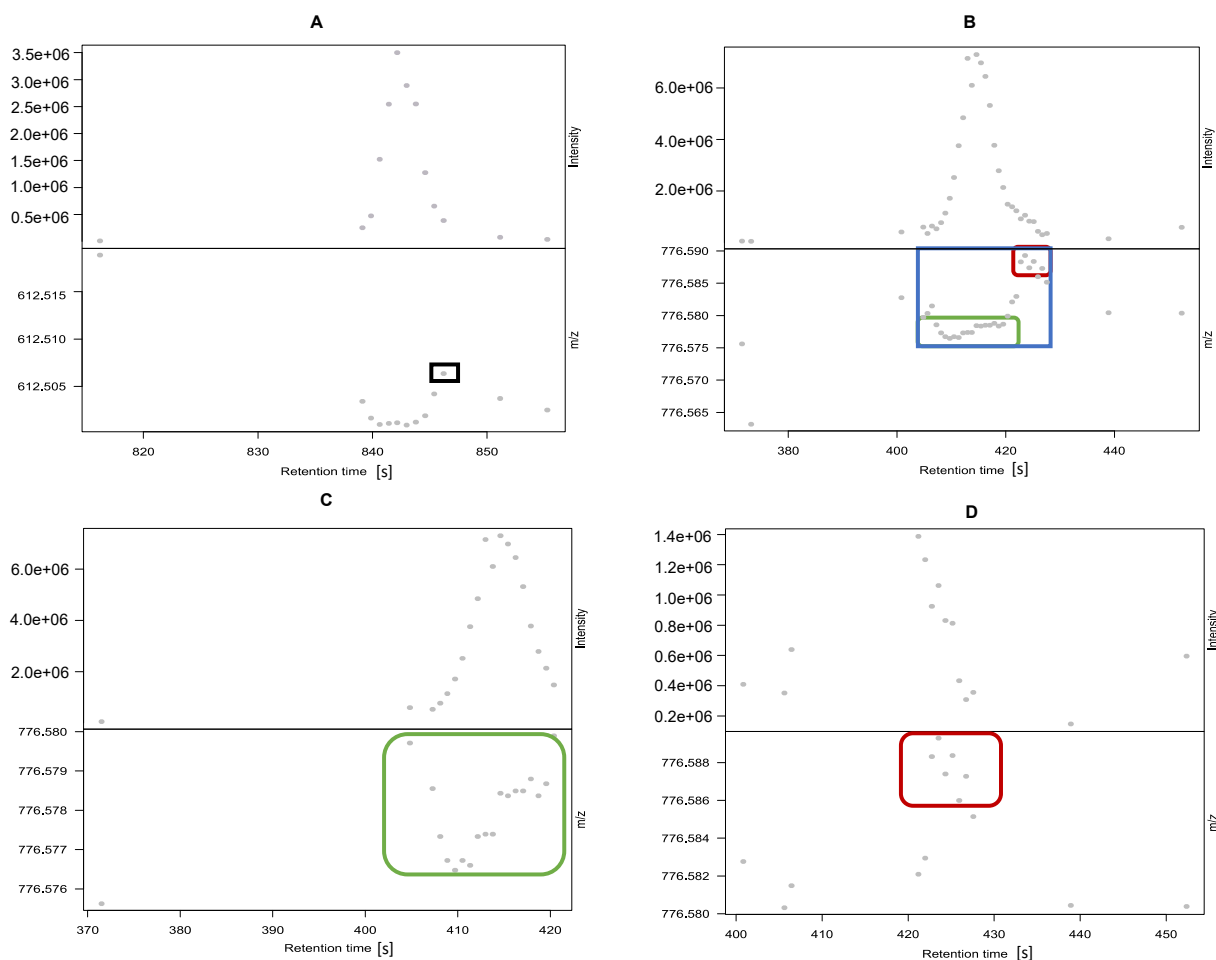 A
3.5e+06
3.0e+06
2.5e+06
2.0e+06
1.5e+06
1.0e+06
0.5e+06
Intensity
612.515
612.510
612.505
m/z
820 830 840 850
Retention time [s]
B
6.0e+06
4.0e+06
2.0e+06
Intensity
776.590
776.585
776.580
776.575
776.570
776.565
m/z
380 400 420 440
Retention time [s]
C
6.0e+06
4.0e+06
2.0e+06
Intensity
776.580
776.579
776.578
776.577
776.576
m/z
370 380 390 400 410 420
Retention time [s]
D
1.4e+06
1.2e+06
1.0e+06
0.8e+06
0.6e+06
0.4e+06
0.2e+06
Intensity
776.588
776.586
776.584
776.582
776.580
m/z
400 420 430 440 450
Retention time [s]